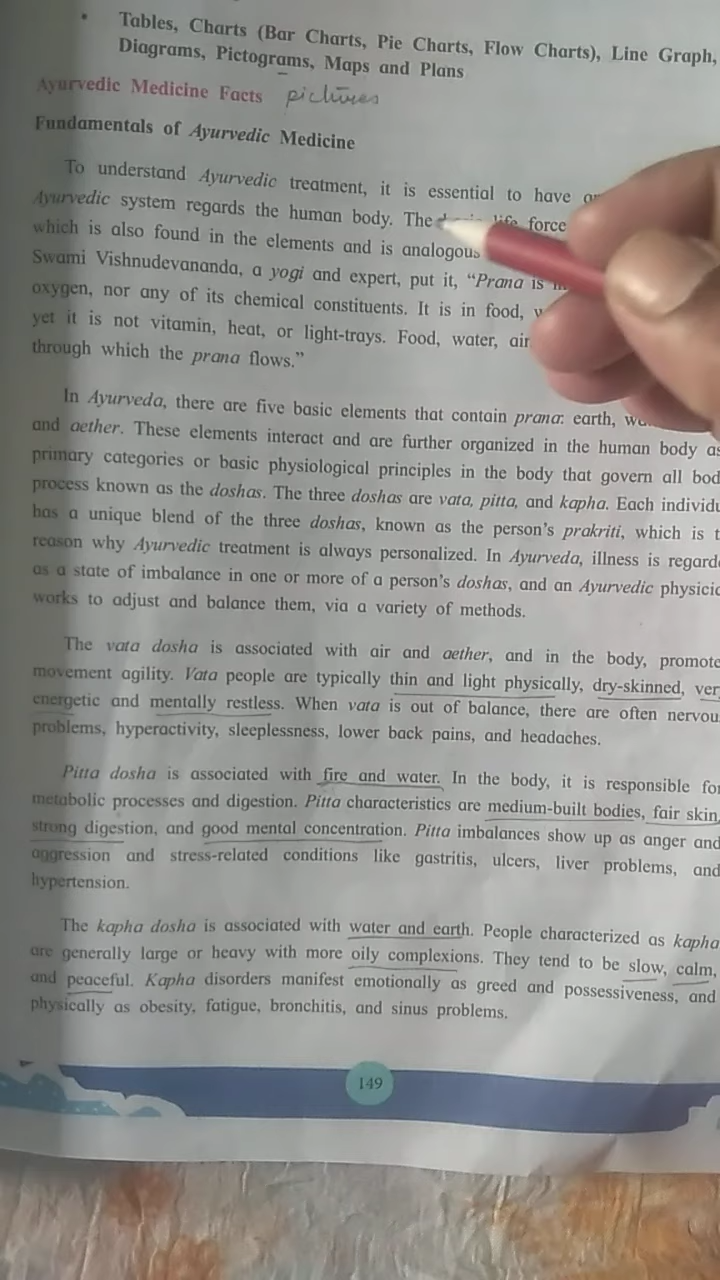 • Tables, Charts (Bar Charts, Pie Charts, Flow Charts), Line Graph,
Diagrams, Pictograms, Maps and Plans
Ayurvedic Medicine Facts pictures
Fundamentals of Ayurvedic Medicine
To understand Ayurvedic treatment, it is essential to have
Ayurvedic system regards the human body. The life force
which is also found in the elements and is analogous
Swami Vishnudevananda, a yogi and expert, put it, “Prana is
oxygen, nor any of its chemical constituents. It is in food,
yet it is not vitamin, heat, or light-trays. Food, water, air
through which the prana flows.”
In Ayurveda, there are five basic elements that contain prana: earth,
and aether. These elements interact and are further organized in the human body as
primary categories or basic physiological principles in the body that govern all
process known as the doshas. The three doshas are vata, pitta, and kapha. Each
has a unique blend of the three doshas, known as the person’s prakriti, which is
reason why Ayurvedic treatment is always personalized. In Ayurveda, illness is
as a state of imbalance in one or more of a person’s doshas, and an Ayurvedic
works to adjust and balance them, via a variety of methods.
The vata dosha is associated with air and aether, and in the body, promote
movement agility. Vata people are typically thin and light physically, dry-skinned,
energetic and mentally restless. When vata is out of balance, there are often
problems, hyperactivity, sleeplessness, lower back pains, and headaches.
Pitta dosha is associated with fire and water. In the body, it is responsible for
metabolic processes and digestion. Pitta characteristics are medium-built bodies, fair skin,
strong digestion, and good mental concentration. Pitta imbalances show up as anger and
aggression and stress-related conditions like gastritis, ulcers, liver problems, and
hypertension.
The kapha dosha is associated with water and earth. People characterized as kapha
are generally large or heavy with more oily complexions. They tend to be slow, calm,
and peaceful. Kapha disorders manifest emotionally as greed and possessiveness, and
physically as obesity, fatigue, bronchitis, and sinus problems.
149